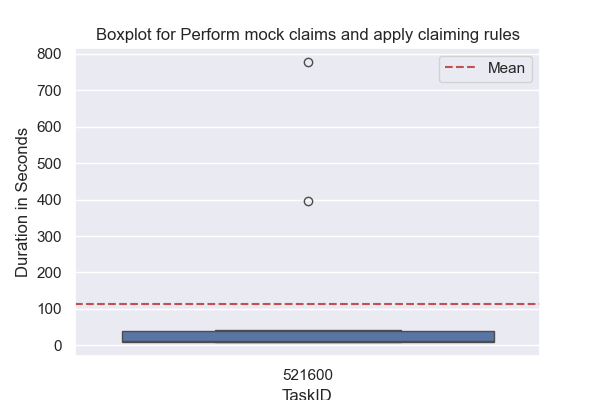 Boxplot for Perform mock claims and apply claiming rules
800
700
600
500
400
300
200
100
0
Duration in Seconds
Mean
521600
TaskID